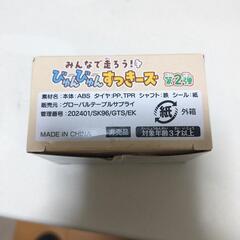 みんなで走ろう!
びゅんびゅんすっきーズ 第2弾
素材名:本体:ABS タイヤ:PP,TPR シャフト:鉄 シール:紙
販売元:グローバルテーブルサプライ
管理番号:202401/SK96/GTS/EK
紙 外箱
MADE IN CHINA 非売品
対象年齢3才以上